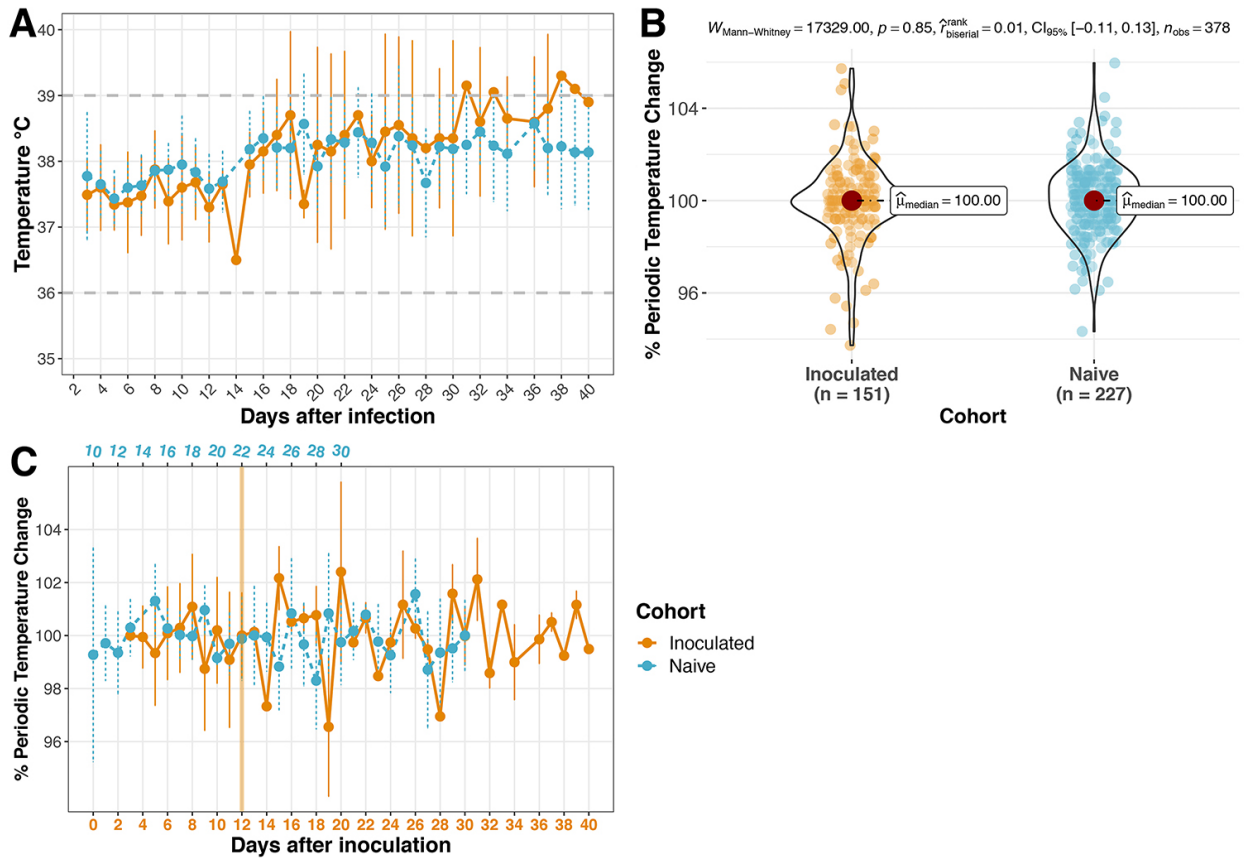 A
Temperature °C
40
39
38
37
36
35
2 4 6 8 10 12 14 16 18 20 22 24 26 28 30 32 34 36 38 40
Days after infection
B
W Mann−Whitney = 17329.00, p = 0.85, r̂ rank biserial = 0.01, CI95% [−0.11, 0.13], nobs = 378
% Periodic Temperature Change
104
100
96
μ̂median = 100.00
μ̂median = 100.00
Inoculated
(n = 151)
Naive
(n = 227)
Cohort
C
10 12 14 16 18 20 22 24 26 28 30
% Periodic Temperature Change
104
102
100
98
96
0 2 4 6 8 10 12 14 16 18 20 22 24 26 28 30 32 34 36 38 40
Days after inoculation
Cohort
Inoculated
Naive